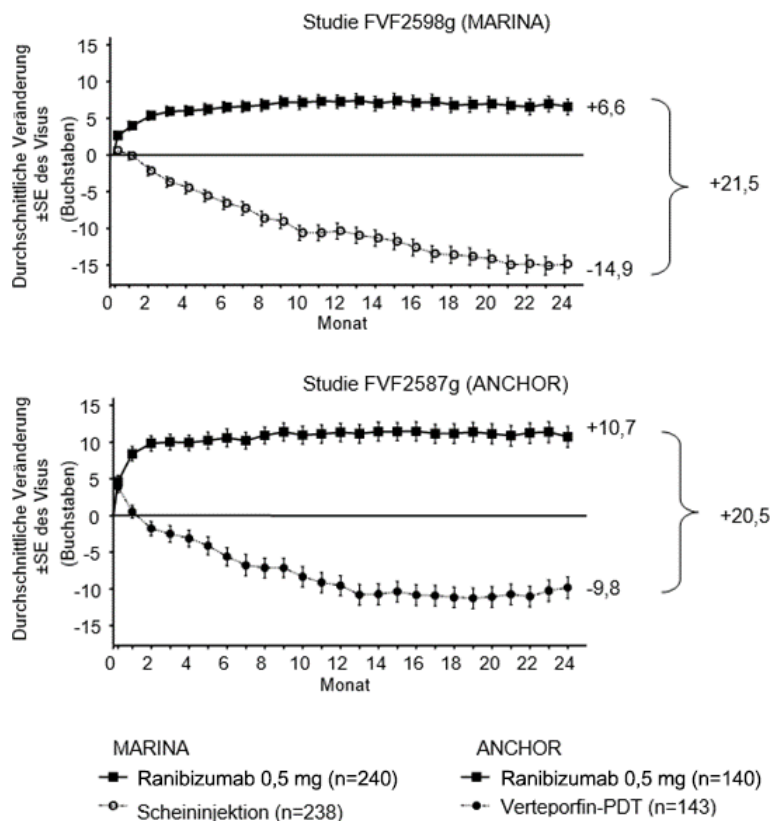 Studie FVF2598g (MARINA)
Durchschnittliche Veränderung
±SE des Visus
(Buchstaben)
15
10
5
0
-5
-10
-15
+6,6
+21,5
-14,9
0 2 4 6 8 10 12 14 16 18 20 22 24
Monat
Studie FVF2587g (ANCHOR)
Durchschnittliche Veränderung
±SE des Visus
(Buchstaben)
15
10
5
0
-5
-10
-15
+10,7
+20,5
-9,8
0 2 4 6 8 10 12 14 16 18 20 22 24
Monat
MARINA
Ranibizumab 0,5 mg (n=240)
Scheininjektion (n=238)
ANCHOR
Ranibizumab 0,5 mg (n=140)
Verteporfin-PDT (n=143)